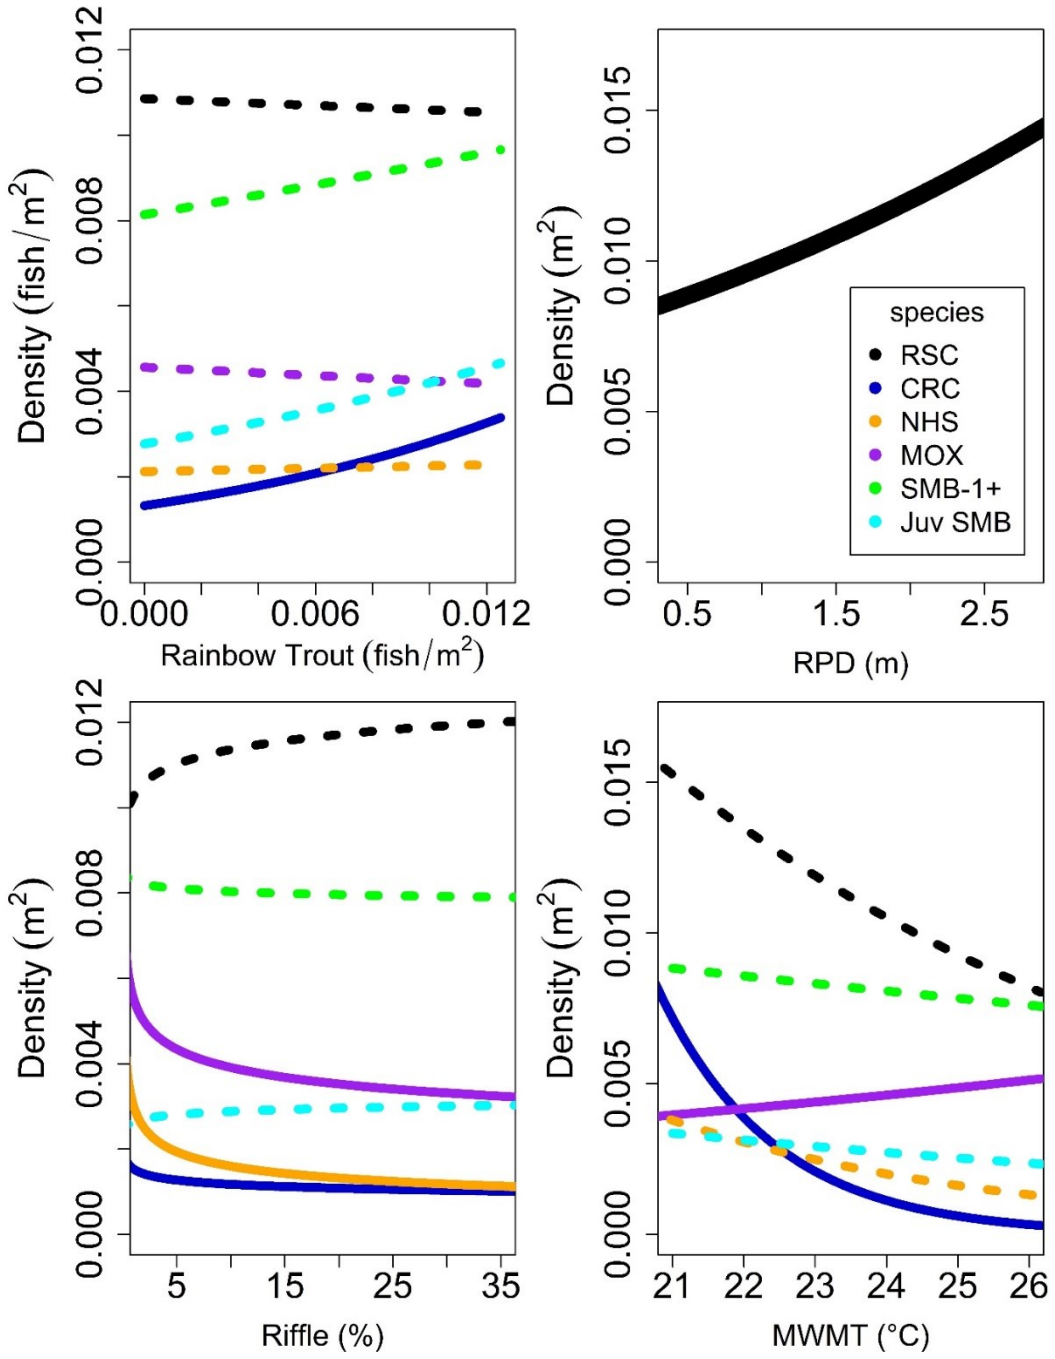 Density (fish/m²)
0.012
0.008
0.004
0.000
0.000 0.006 0.012
Rainbow Trout (fish/m²)
Density (m²)
0.015
0.010
0.005
0.000
0.5 1.5 2.5
RPD (m)
species
RSC
CRC
NHS
MOX
SMB-1+
Juv SMB
Density (m²)
0.012
0.008
0.004
0.000
5 15 25 35
Riffle (%)
Density (m²)
0.015
0.010
0.005
0.000
21 22 23 24 25 26
MWMT (°C)